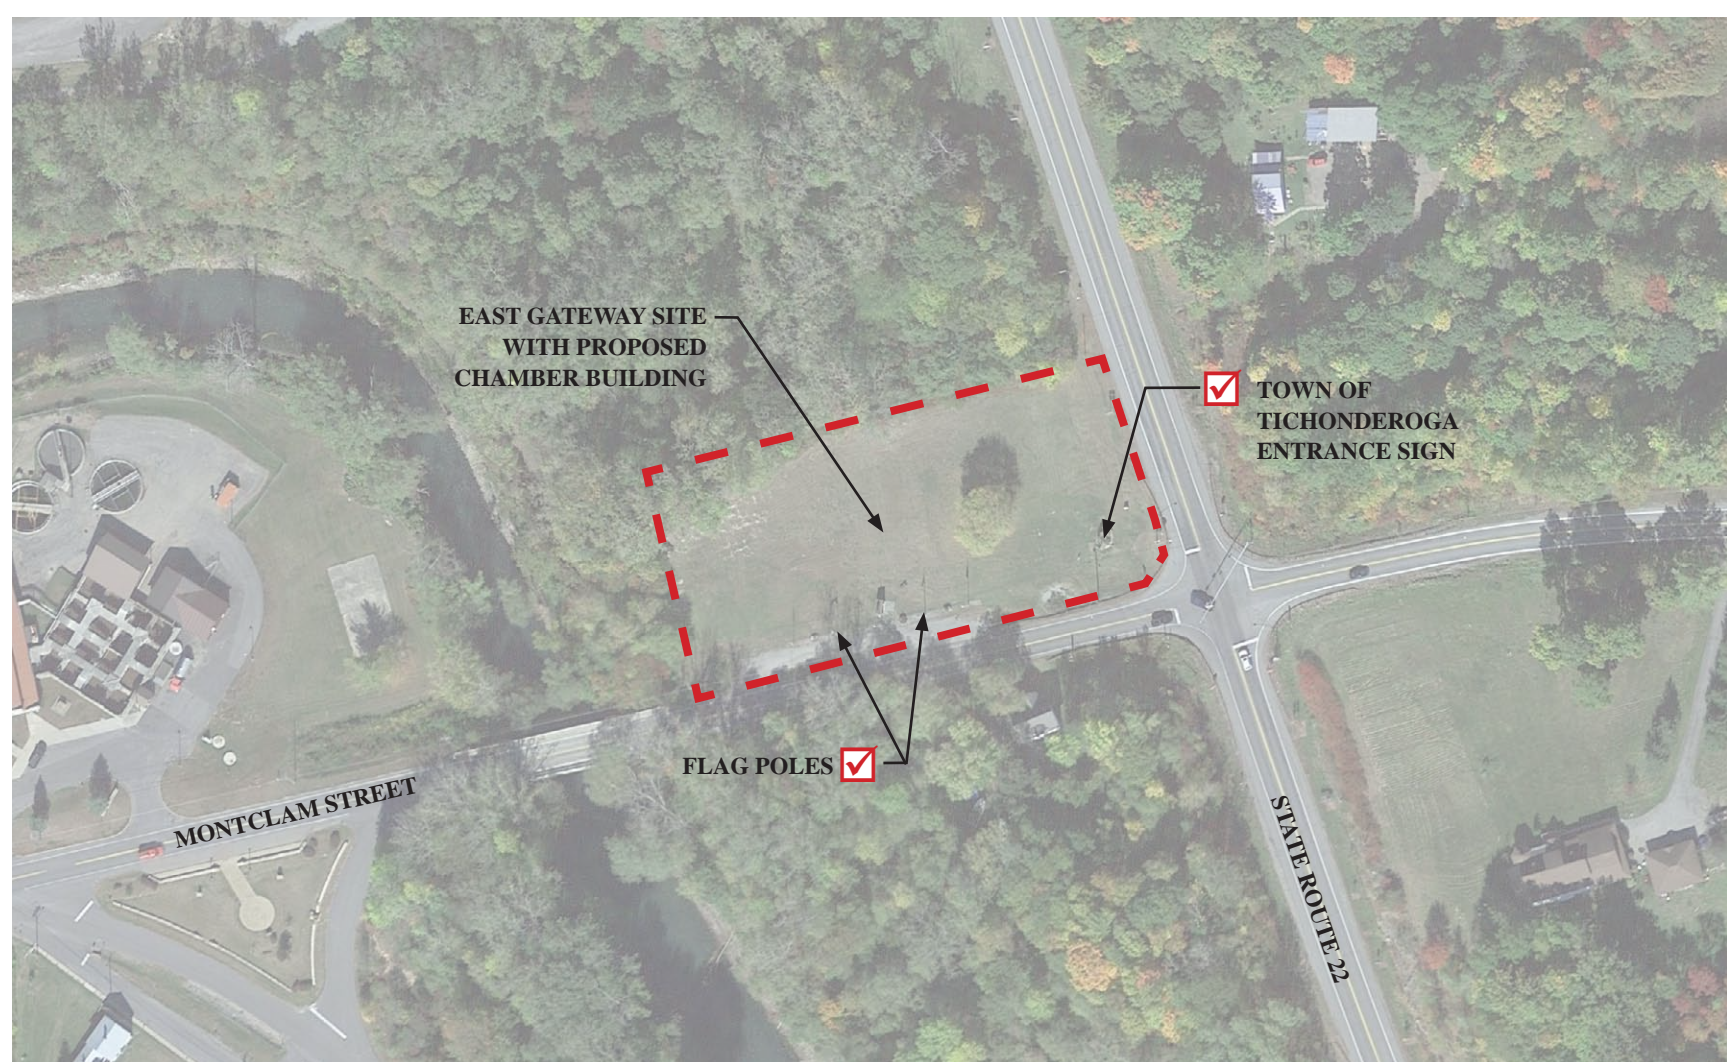 EAST GATEWAY SITE
WITH PROPOSED
CHAMBER BUILDING
TOWN OF
TICHONDEROGA
ENTRANCE SIGN
FLAG POLES
MONTCLAM STREET
STATE ROUTE 22